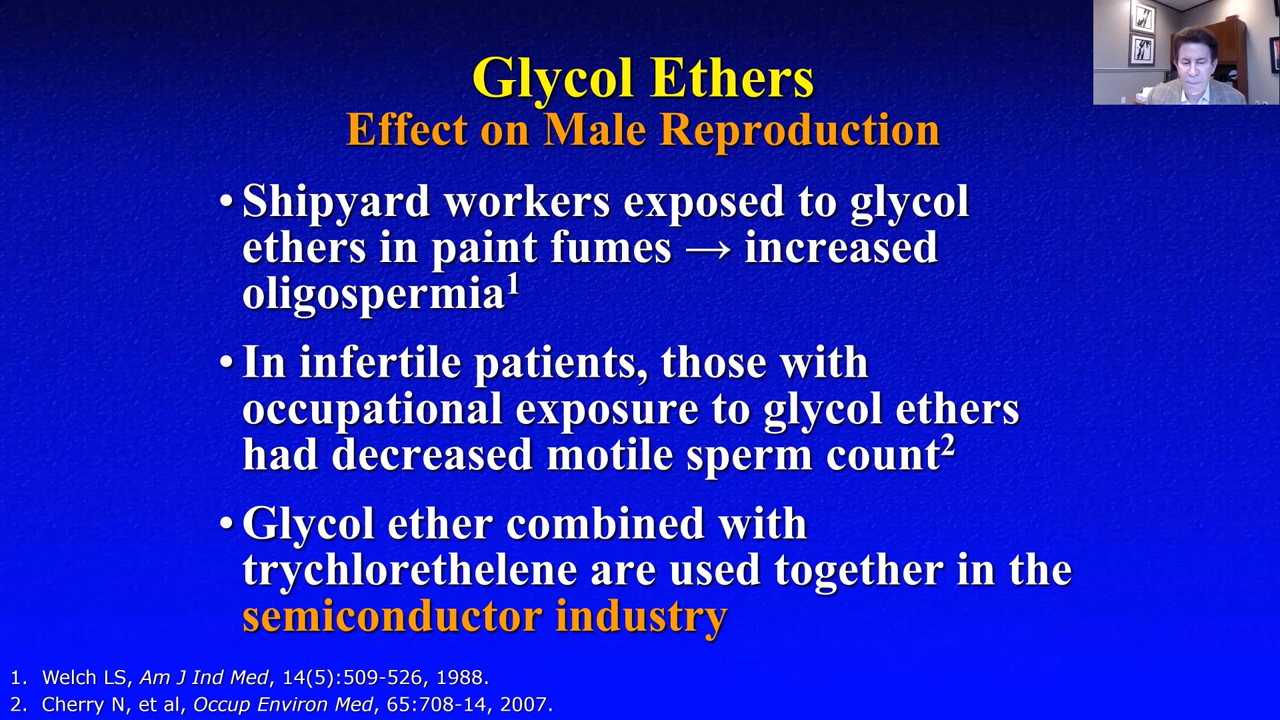 Glycol Ethers
Effect on Male Reproduction
• Shipyard workers exposed to glycol
ethers in paint fumes → increased
oligospermia¹
• In infertile patients, those with
occupational exposure to glycol ethers
had decreased motile sperm count²
• Glycol ether combined with
trychlorethelene are used together in the
semiconductor industry
1. Welch LS, Am J Ind Med, 14(5):509-526, 1988.
2. Cherry N, et al, Occup Environ Med, 65:708-14, 2007.